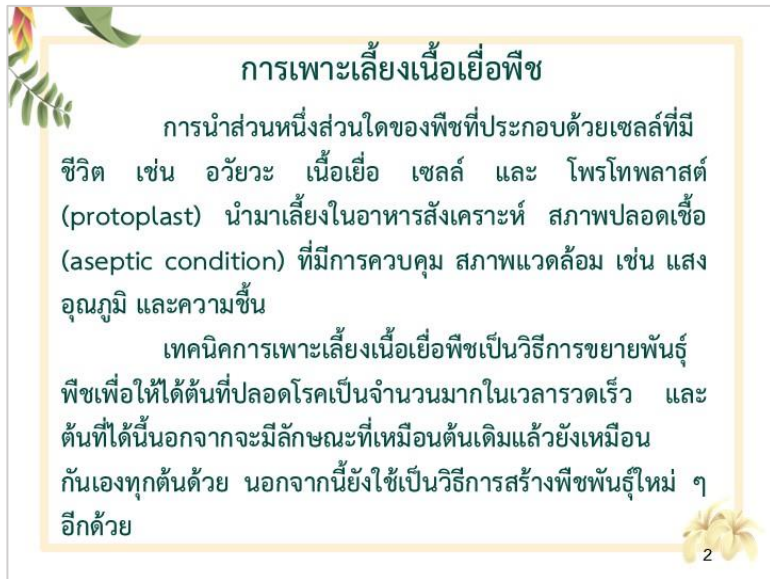 การเพาะเลี้ยงเนื้อเยื่อพืช
การนำส่วนหนึ่งส่วนใดของพืชที่ประกอบด้วยเซลล์ที่มี
ชีวิต เช่น อวัยวะ เนื้อเยื่อ เซลล์ และ โพรโทพลาสต์
(protoplast) นำมาเลี้ยงในอาหารสังเคราะห์ สภาพปลอดเชื้อ
(aseptic condition) ที่มีการควบคุม สภาพแวดล้อม เช่น แสง
อุณภูมิ และความชื้น
เทคนิคการเพาะเลี้ยงเนื้อเยื่อพืชเป็นวิธีการขยายพันธุ์
พืชเพื่อให้ได้ต้นที่ปลอดโรคเป็นจำนวนมากในเวลารวดเร็ว และ
ต้นที่ได้นี้นอกจากจะมีลักษณะที่เหมือนต้นเดิมแล้วยังเหมือน
กันเองทุกต้นด้วย นอกจากนี้ยังใช้เป็นวิธีการสร้างพืชพันธุ์ใหม่ ๆ
อีกด้วย
2